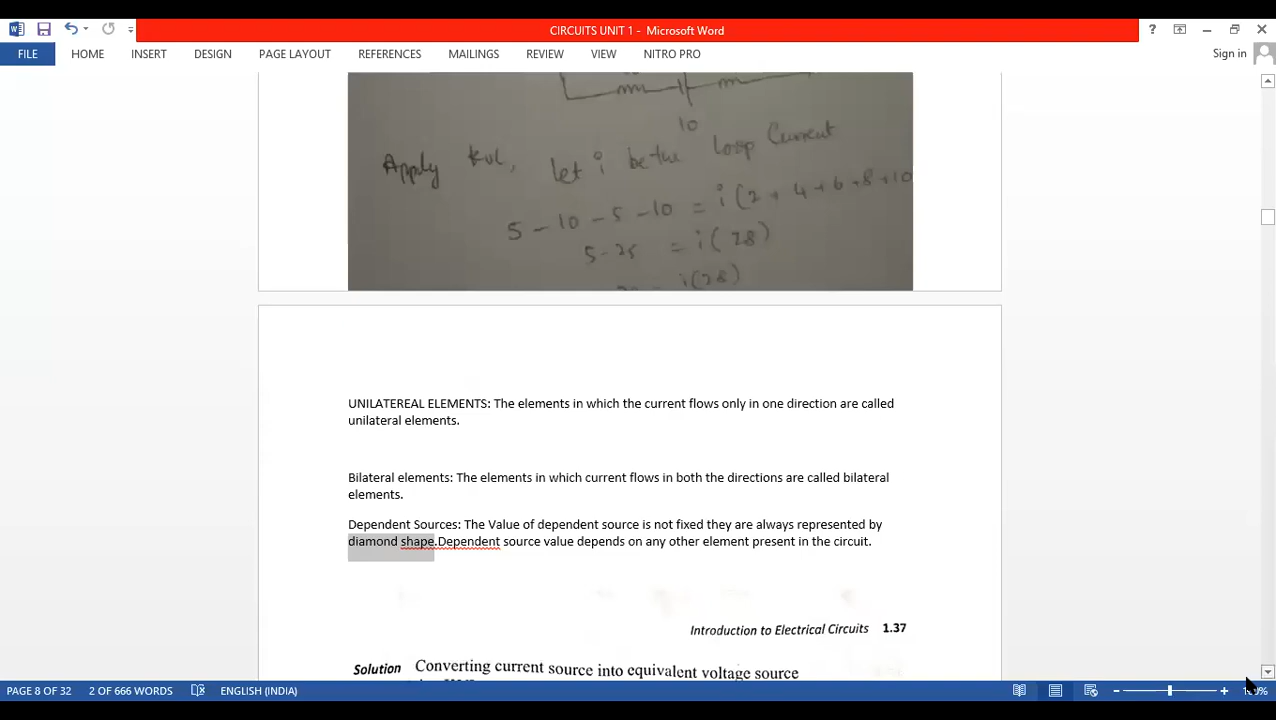 CIRCUITS UNIT 1 - Microsoft Word
FILE HOME INSERT DESIGN PAGE LAYOUT REFERENCES MAILINGS REVIEW VIEW NITRO PRO Sign in
10
Apply KVL, let i be the loop Current
5 - 10 - 5 - 10 = i (2 + 4 + 6 + 8 + 10
5 - 25 = i ( 28 )
= i (28)
UNILATEREAL ELEMENTS: The elements in which the current flows only in one direction are called
unilateral elements.
Bilateral elements: The elements in which current flows in both the directions are called bilateral
elements.
Dependent Sources: The Value of dependent source is not fixed they are always represented by
diamond shape.Dependent source value depends on any other element present in the circuit.
Introduction to Electrical Circuits 1.37
Solution Converting current source into equivalent voltage source
PAGE 8 OF 32 2 OF 666 WORDS ENGLISH (INDIA)